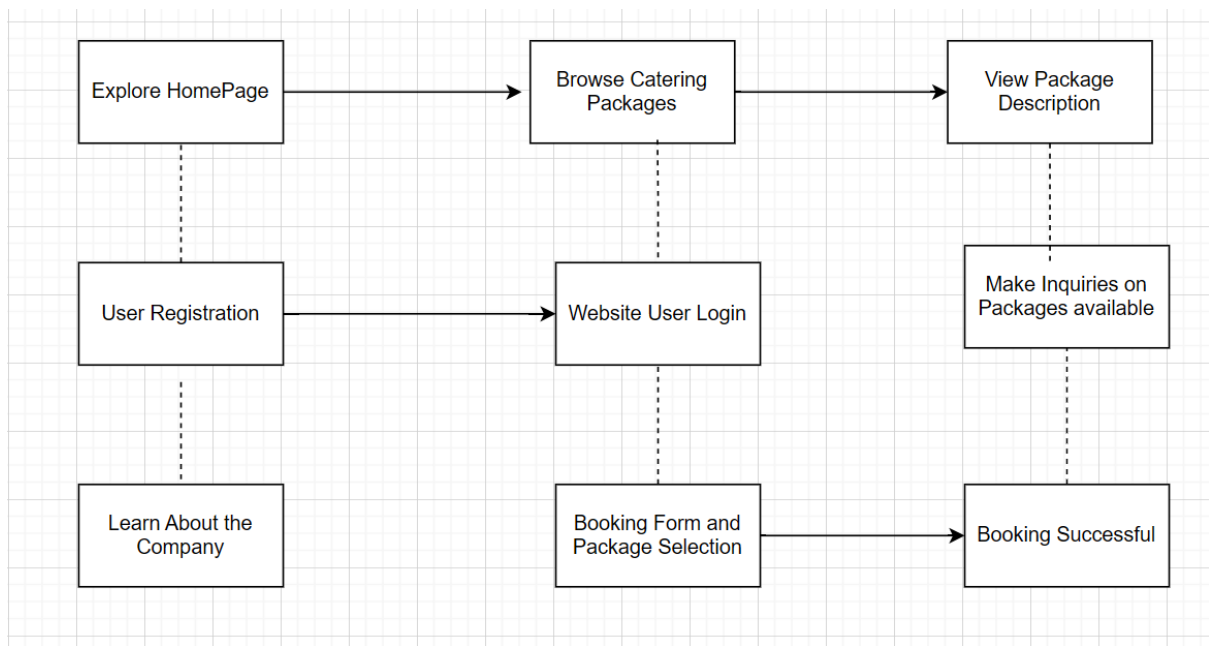 Explore HomePage
Browse Catering
Packages
View Package
Description
User Registration
Website User Login
Make Inquiries on
Packages available
Learn About the
Company
Booking Form and
Package Selection
Booking Successful